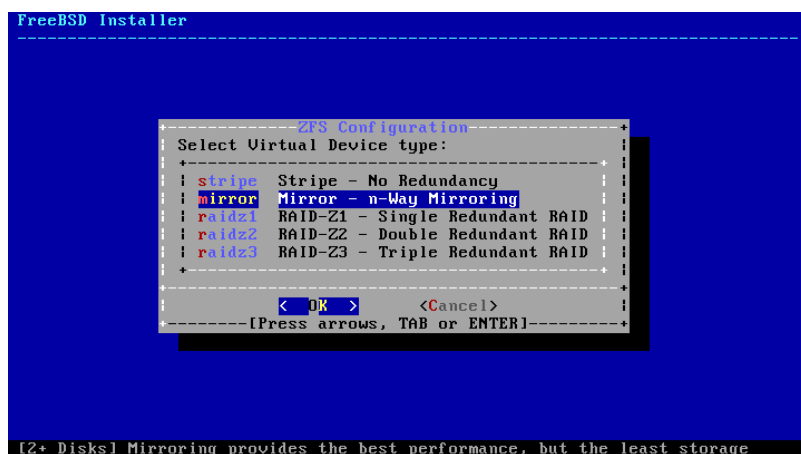 FreeBSD Installer
ZFS Configuration
Select Virtual Device type:
stripe Stripe - No Redundancy
mirror Mirror - n-Way Mirroring
raidz1 RAID-Z1 - Single Redundant RAID
raidz2 RAID-Z2 - Double Redundant RAID
raidz3 RAID-Z3 - Triple Redundant RAID
< OK > <Cancel>
[Press arrows, TAB or ENTER]
[2+ Disks] Mirroring provides the best performance, but the least storage